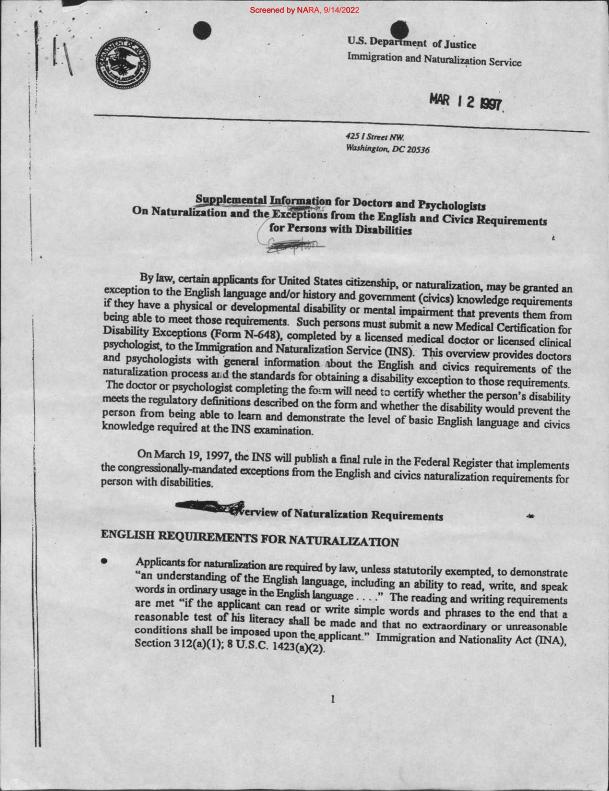 Screened by NARA, 9/14/2022
U.S. Department of Justice
Immigration and Naturalization Service
MAR 12 1997
425 I Street NW.
Washington, DC 20536
Supplemental Information for Doctors and Psychologists
On Naturalization and the Exceptions from the English and Civics Requirements
for Persons with Disabilities
By law, certain applicants for United States citizenship, or naturalization, may be granted an
exception to the English language and/or history and government (civics) knowledge requirements
if they have a physical or developmental disability or mental impairment that prevents them from
being able to meet those requirements. Such persons must submit a new Medical Certification for
Disability Exceptions (Form N-648), completed by a licensed medical doctor or licensed clinical
psychologist, to the Immigration and Naturalization Service (INS). This overview provides doctors
and psychologists with general information about the English and civics requirements of the
naturalization process and the standards for obtaining a disability exception to those requirements.
The doctor or psychologist completing the form will need to certify whether the person's disability
meets the regulatory definitions described on the form and whether the disability would prevent the
person from being able to learn and demonstrate the level of basic English language and civics
knowledge required at the INS examination.
On March 19, 1997, the INS will publish a final rule in the Federal Register that implements
the congressionally-mandated exceptions from the English and civics naturalization requirements for
person with disabilities.
Overview of Naturalization Requirements
ENGLISH REQUIREMENTS FOR NATURALIZATION
• Applicants for naturalization are required by law, unless statutorily exempted, to demonstrate
"an understanding of the English language, including an ability to read, write, and speak
words in ordinary usage in the English language . . . ." The reading and writing requirements
are met "if the applicant can read or write simple words and phrases to the end that a
reasonable test of his literacy shall be made and that no extraordinary or unreasonable
conditions shall be imposed upon the applicant." Immigration and Nationality Act (INA),
Section 312(a)(1); 8 U.S.C. 1423(a)(2).
1